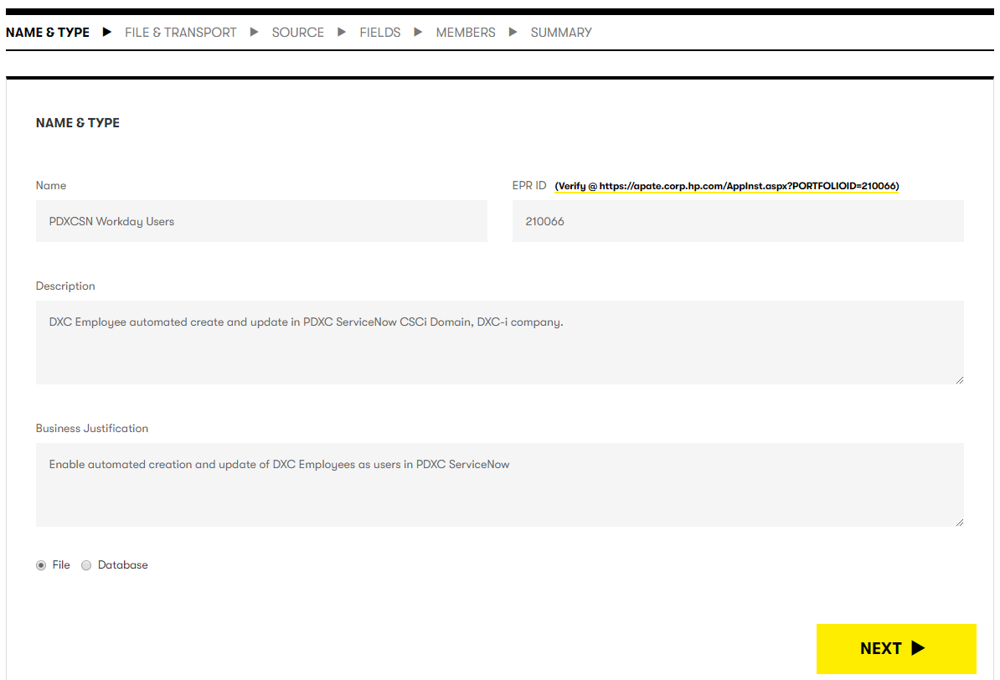 NAME & TYPE ▶ FILE & TRANSPORT ▶ SOURCE ▶ FIELDS ▶ MEMBERS ▶ SUMMARY
NAME & TYPE
Name
PDXCSN Workday Users
EPR ID (Verify @ https://apate.corp.hp.com/AppInst.aspx?PORTFOLIOID=210066)
210066
Description
DXC Employee automated create and update in PDXC ServiceNow CSCi Domain, DXC-i company.
Business Justification
Enable automated creation and update of DXC Employees as users in PDXC ServiceNow
File Database
NEXT ▶